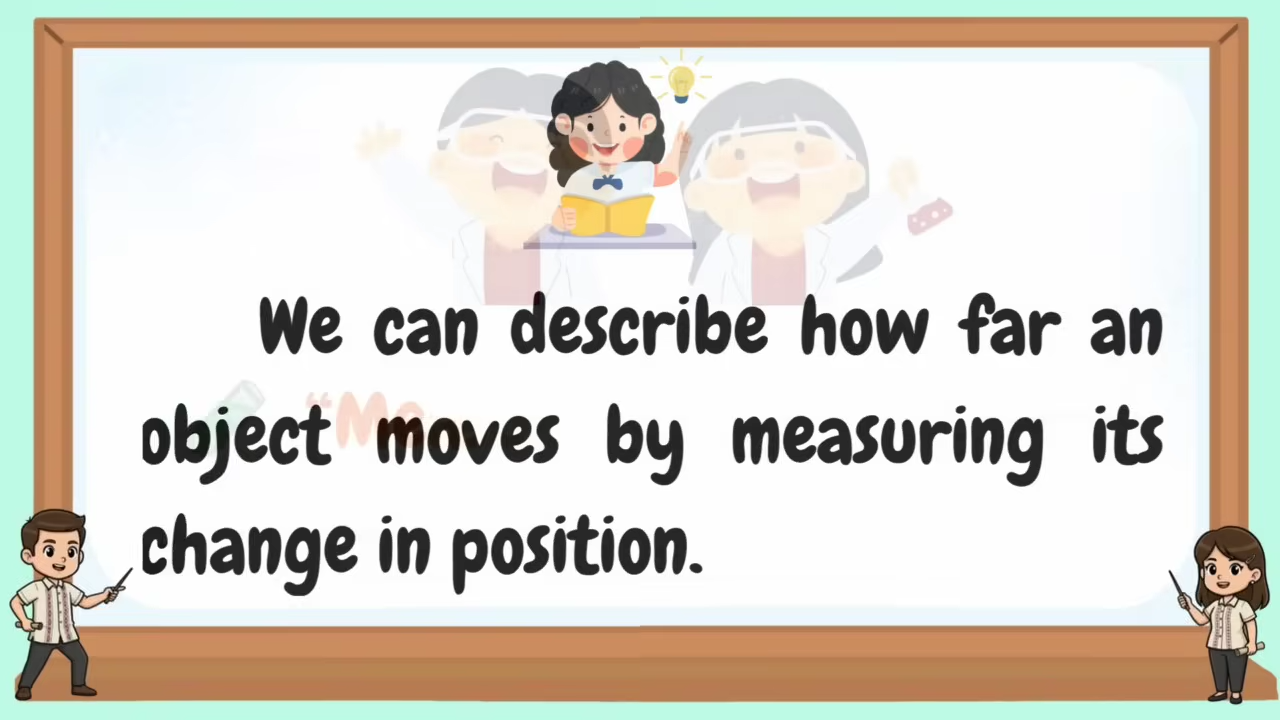 We can describe how far an
object moves by measuring its
change in position.